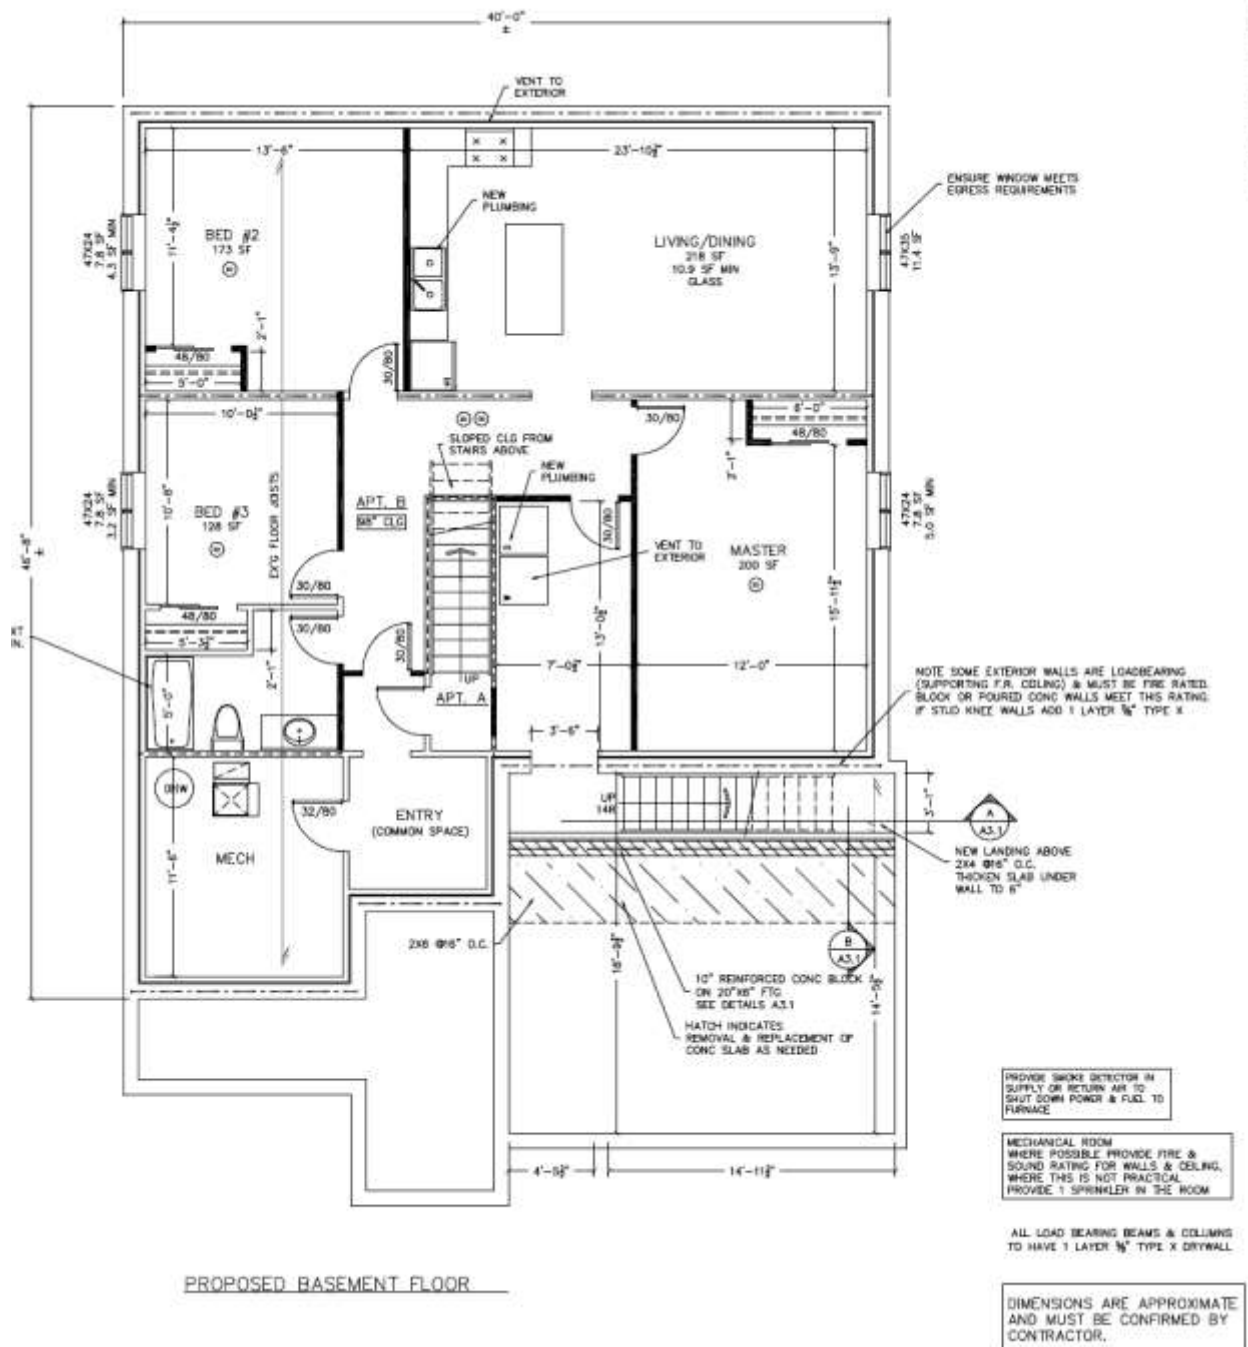 40'-0"
±
VENT TO
EXTERIOR
13'-6"
23'-10½"
ENSURE WINDOW MEETS
EGRESS REQUIREMENTS
NEW
PLUMBING
47X24
7.8 SF
4.3 SF MIN
11'-4½"
BED #2
173 SF
LIVING/DINING
218 SF
10.9 SF MIN
GLASS
13'-9"
47X35
11.4 SF
2'-1"
48/80
5'-0"
30/80
10'-0½"
30/80
6'-0"
48/80
SLOPED CLG FROM
STAIRS ABOVE
2'-1"
NEW
PLUMBING
46'-8"
±
47X24
7.8 SF
3.2 SF MIN
10'-8"
BED #3
128 SF
EX'G FLOOR JOISTS
APT. B
98" CLG
30/80
VENT TO
EXTERIOR
MASTER
200 SF
47X24
7.8 SF
5.0 SF MIN
15'-11½"
13'-0½"
30/80
48/80
30/80
5'-3½"
30/80
2'-1"
7'-0½"
12'-0"
UP
APT. A
5'-0"
3'-6"
NOTE SOME EXTERIOR WALLS ARE LOADBEARING
(SUPPORTING F.R. CEILING) & MUST BE FIRE RATED.
BLOCK OR POURED CONC WALLS MEET THIS RATING.
IF STUD KNEE WALLS ADD 1 LAYER ⅝" TYPE X
DHW
32/80
ENTRY
(COMMON SPACE)
UP
14R
3'-1"
A
A3.1
MECH
11'-6"
NEW LANDING ABOVE
2X4 @16" O.C.
THICKEN SLAB UNDER
WALL TO 6"
2X6 @16" O.C.
B
A3.1
10" REINFORCED CONC BLOCK
ON 20"X6" FTG
SEE DETAILS A3.1
HATCH INDICATES
REMOVAL & REPLACEMENT OF
CONC SLAB AS NEEDED
PROVIDE SMOKE DETECTOR IN
SUPPLY OR RETURN AIR TO
SHUT DOWN POWER & FUEL TO
FURNACE
MECHANICAL ROOM
WHERE POSSIBLE PROVIDE FIRE &
SOUND RATING FOR WALLS & CEILING,
WHERE THIS IS NOT PRACTICAL
PROVIDE 1 SPRINKLER IN THE ROOM
14'-11½"
ALL LOAD BEARING BEAMS & COLUMNS
TO HAVE 1 LAYER ⅝" TYPE X DRYWALL
PROPOSED BASEMENT FLOOR
DIMENSIONS ARE APPROXIMATE
AND MUST BE CONFIRMED BY
CONTRACTOR.